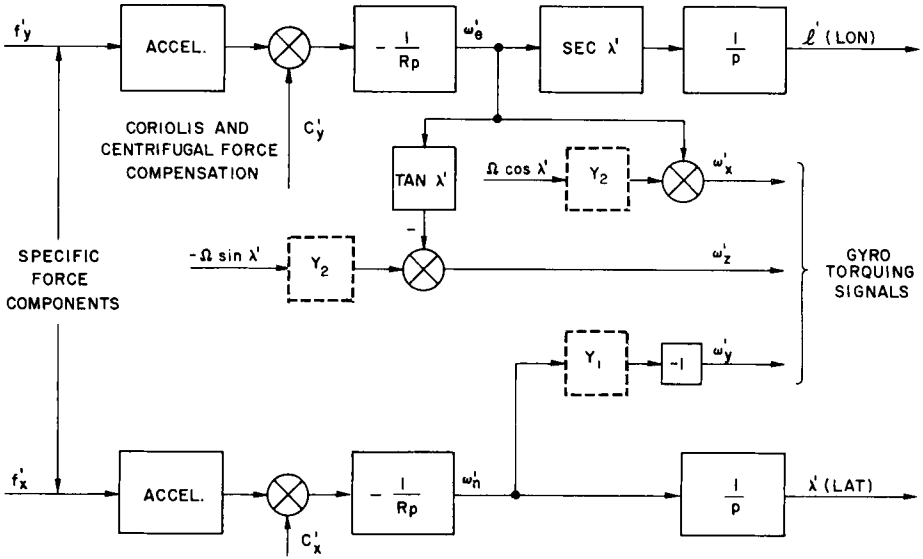 f'y
ACCEL.
C'y
- 1/Rp
ω'e
SEC λ'
1/p
ℓ' (LON)
CORIOLIS AND
CENTRIFUGAL FORCE
COMPENSATION
TAN λ'
-
Ω cos λ'
Y2
ω'x
SPECIFIC
FORCE
COMPONENTS
-Ω sin λ'
Y2
ω'z
GYRO
TORQUING
SIGNALS
Y1
-1
ω'y
f'x
ACCEL.
C'x
- 1/Rp
ω'n
1/p
λ' (LAT)